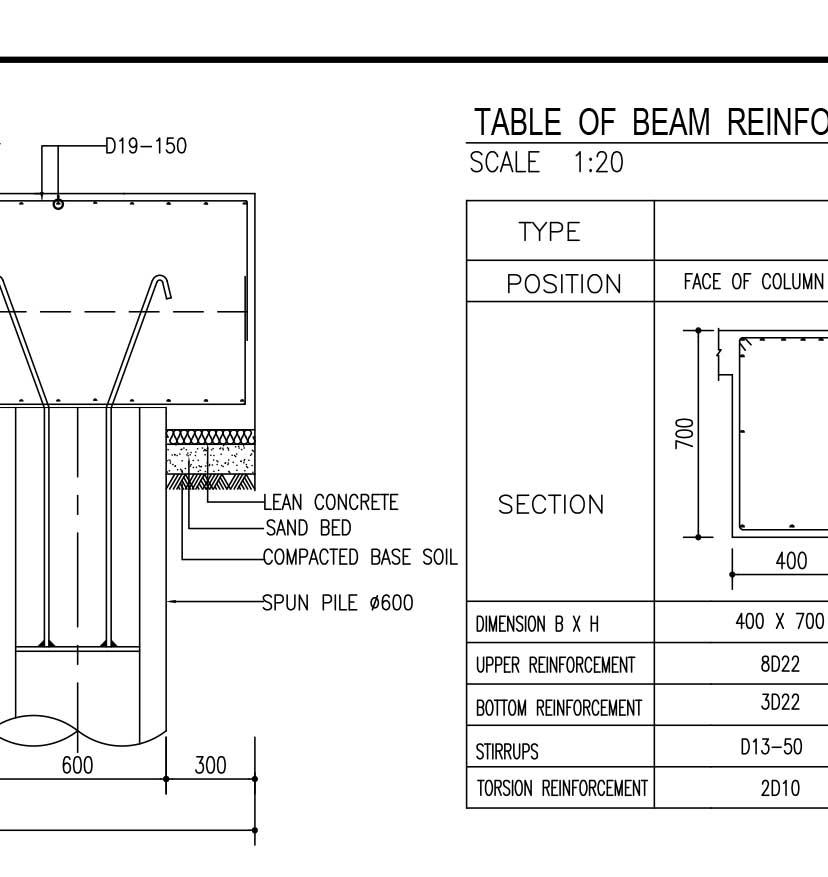 D19-150
LEAN CONCRETE
SAND BED
COMPACTED BASE SOIL
SPUN PILE ø600
600
300
TABLE OF BEAM REINFO
SCALE 1:20
TYPE
POSITION
FACE OF COLUMN
SECTION
700
400
DIMENSION B X H
400 X 700
UPPER REINFORCEMENT
8D22
BOTTOM REINFORCEMENT
3D22
STIRRUPS
D13-50
TORSION REINFORCEMENT
2D10